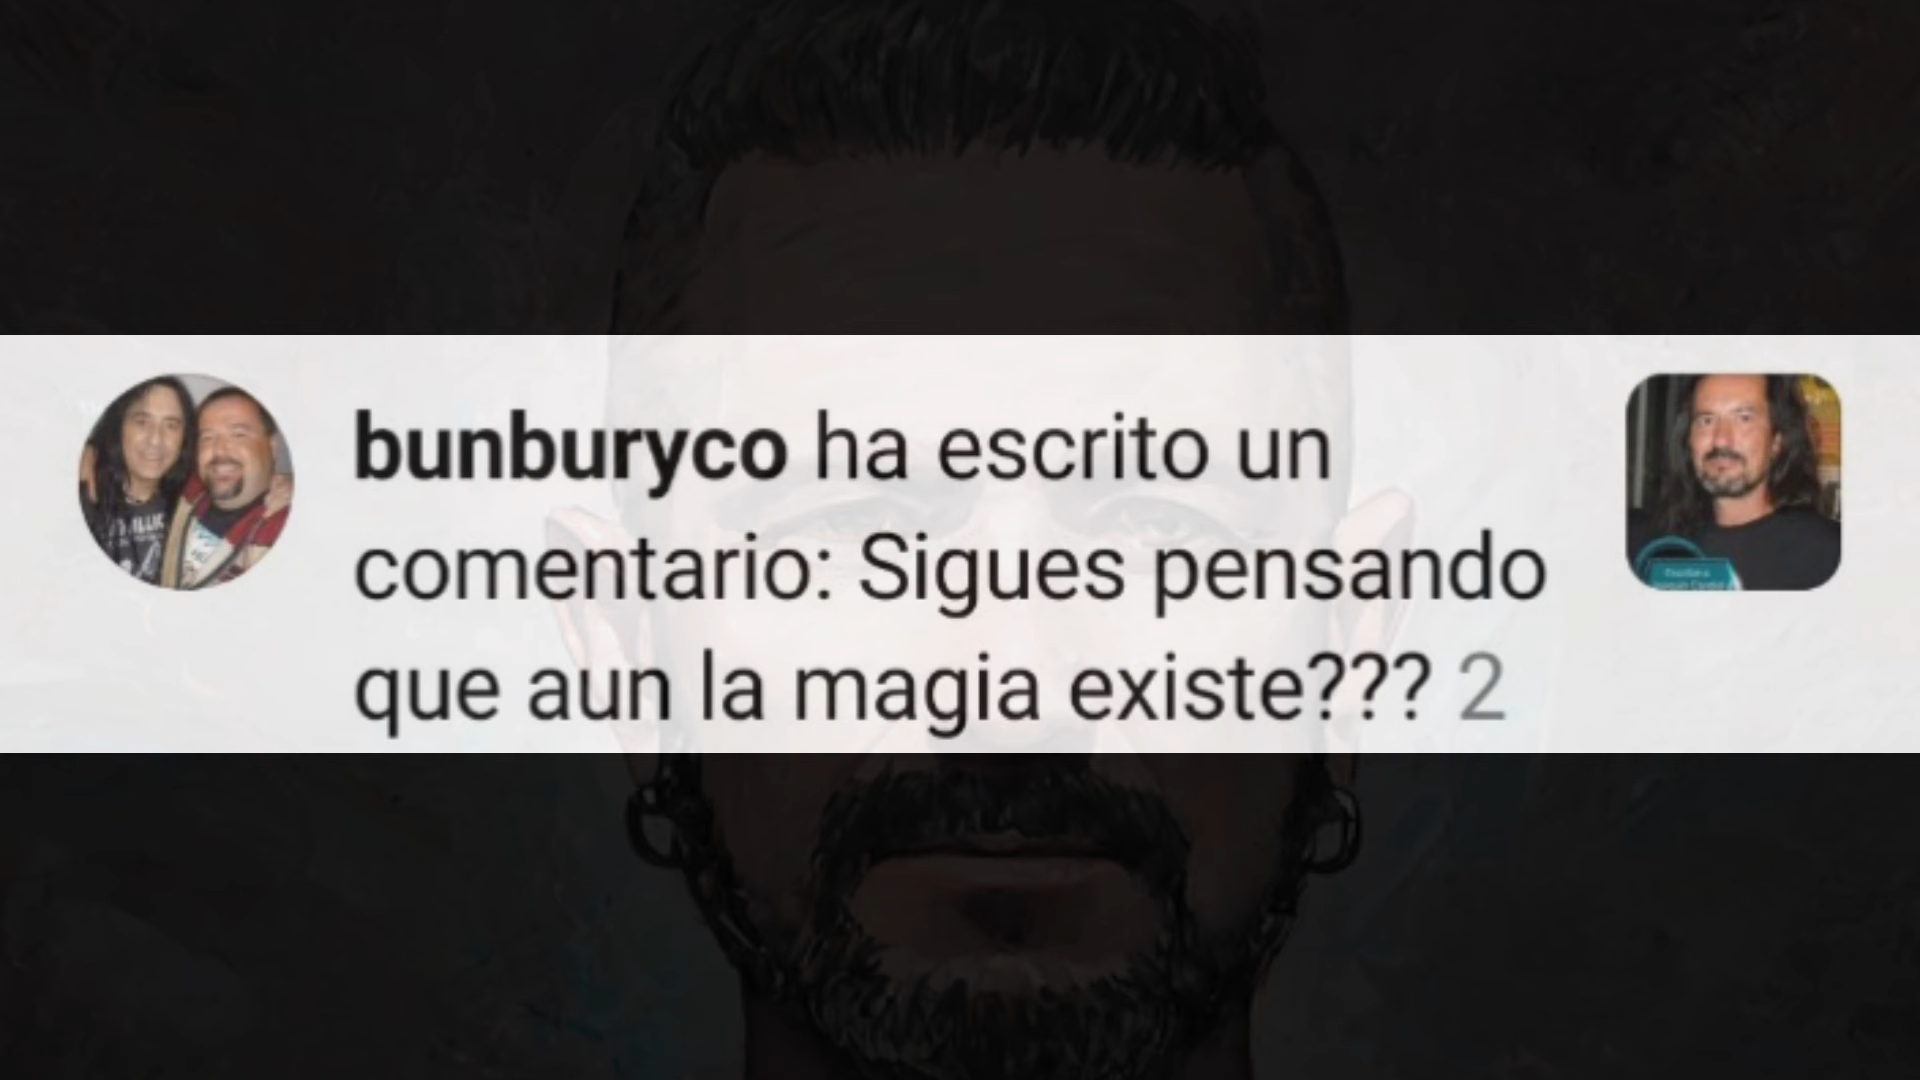 bunburyco ha escrito un
comentario: Sigues pensando
que aun la magia existe??? 2